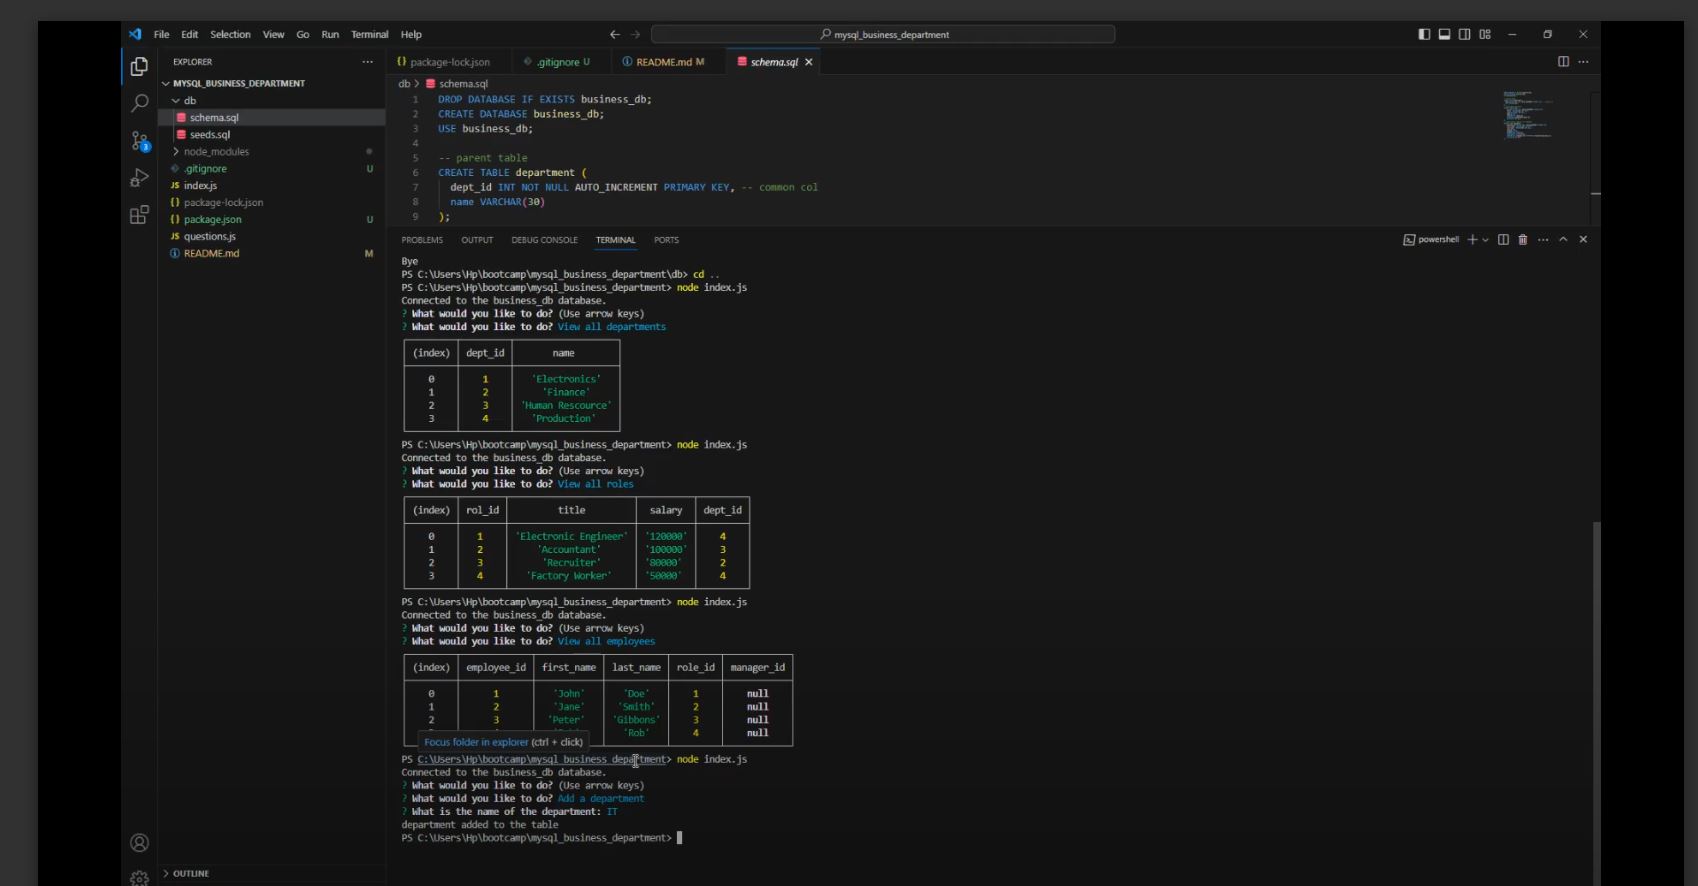 File Edit Selection View Go Run Terminal Help
mysql_business_department
EXPLORER
{} package-lock.json
.gitignore U
README.md M
schema.sql
MYSQL_BUSINESS_DEPARTMENT
db
schema.sql
seeds.sql
node_modules
.gitignore U
JS index.js
{} package-lock.json
{} package.json U
JS questions.js
README.md M
db > schema.sql
1 DROP DATABASE IF EXISTS business_db;
2 CREATE DATABASE business_db;
3 USE business_db;
4
5 -- parent table
6 CREATE TABLE department (
7 dept_id INT NOT NULL AUTO_INCREMENT PRIMARY KEY, -- common col
8 name VARCHAR(30)
9 );
PROBLEMS OUTPUT DEBUG CONSOLE TERMINAL PORTS
powershell
Bye
PS C:\Users\Hp\bootcamp\mysql_business_department\db> cd ..
PS C:\Users\Hp\bootcamp\mysql_business_department> node index.js
Connected to the business_db database.
? What would you like to do? (Use arrow keys)
? What would you like to do? View all departments
(index) dept_id name
0 1 'Electronics'
1 2 'Finance'
2 3 'Human Rescource'
3 4 'Production'
PS C:\Users\Hp\bootcamp\mysql_business_department> node index.js
Connected to the business_db database.
? What would you like to do? (Use arrow keys)
? What would you like to do? View all roles
(index) rol_id title salary dept_id
0 1 'Electronic Engineer' '120000' 4
1 2 'Accountant' '100000' 3
2 3 'Recruiter' '80000' 2
3 4 'Factory Worker' '50000' 4
PS C:\Users\Hp\bootcamp\mysql_business_department> node index.js
Connected to the business_db database.
? What would you like to do? (Use arrow keys)
? What would you like to do? View all employees
(index) employee_id first_name last_name role_id manager_id
0 1 'John' 'Doe' 1 null
1 2 'Jane' 'Smith' 2 null
2 3 'Peter' 'Gibbons' 3 null
'Rob' 4 null
Focus folder in explorer (ctrl + click)
PS C:\Users\Hp\bootcamp\mysql_business_department> node index.js
Connected to the business_db database.
? What would you like to do? (Use arrow keys)
? What would you like to do? Add a department
? What is the name of the department: IT
department added to the table
PS C:\Users\Hp\bootcamp\mysql_business_department>
3
OUTLINE